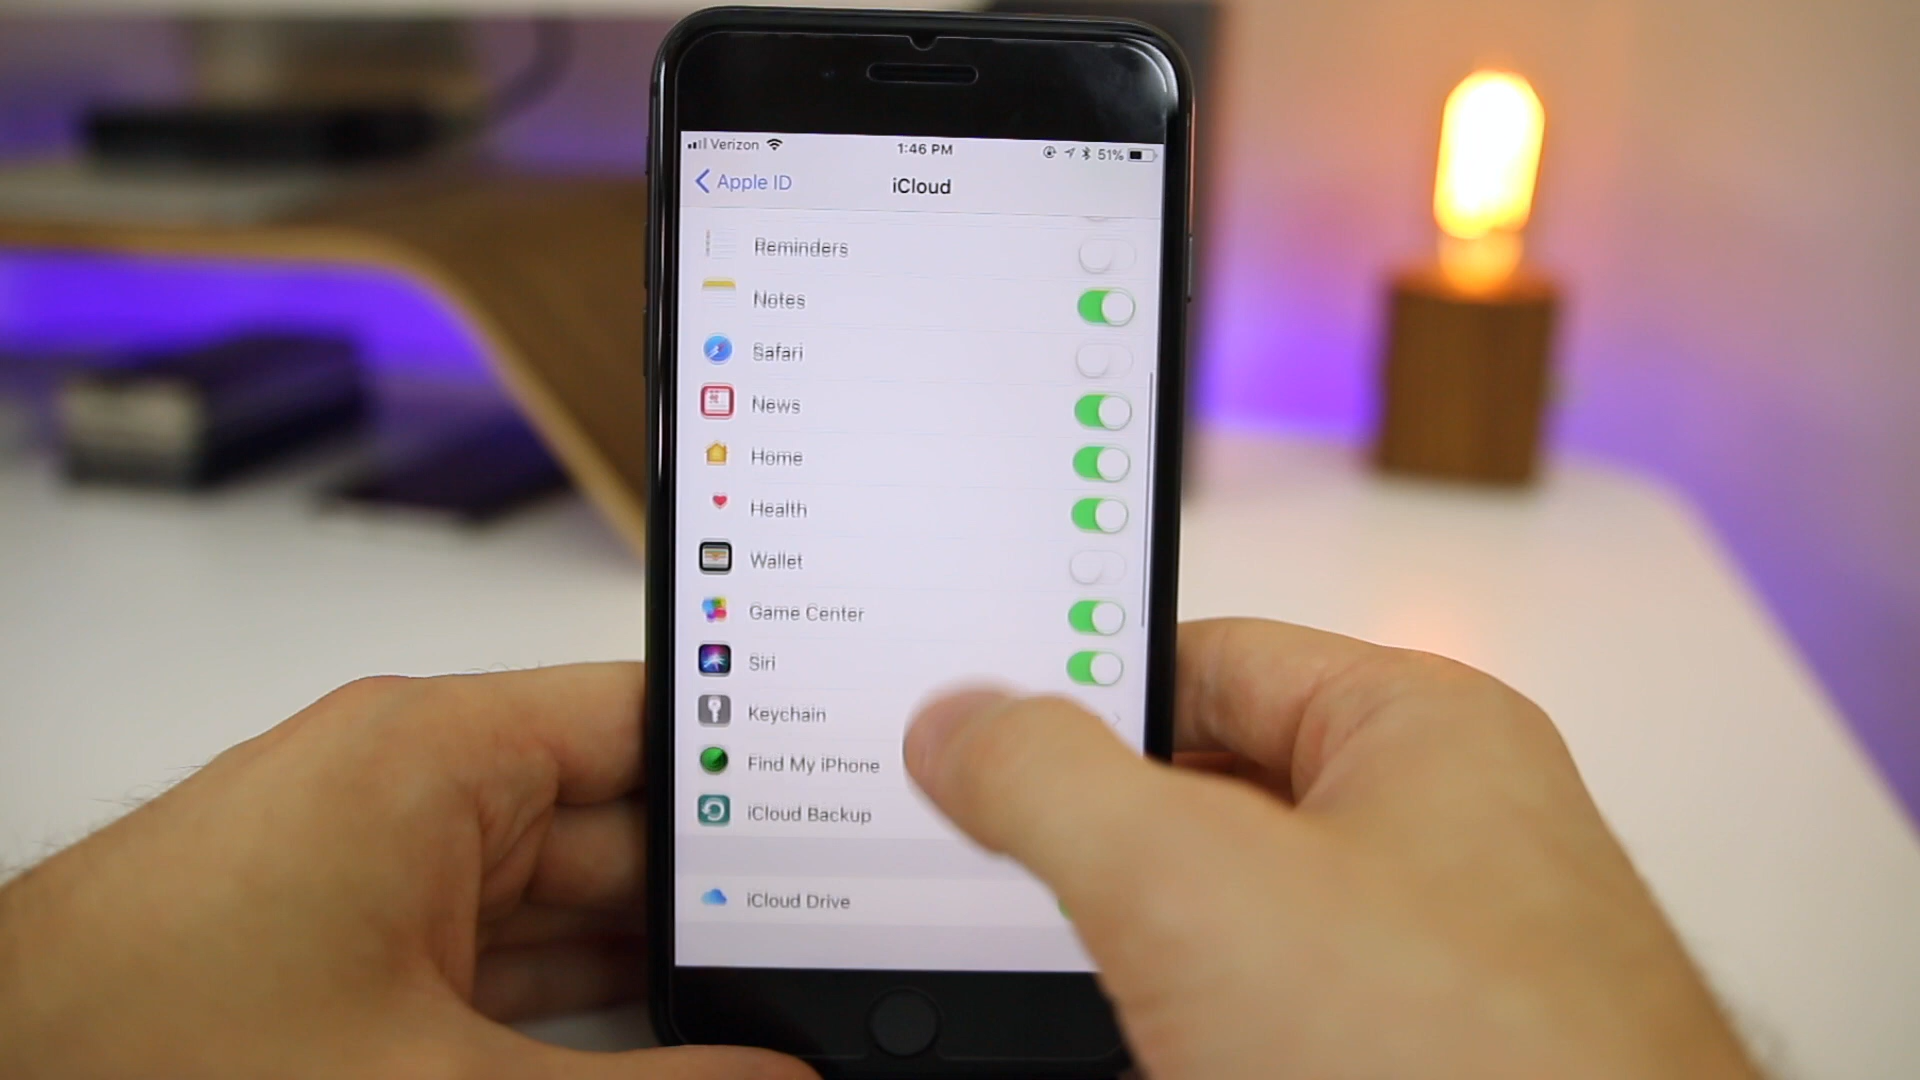 Verizon 1:46 PM 51%
Apple ID iCloud
Reminders
Notes
Safari
News
Home
Health
Wallet
Game Center
Siri
Keychain
Find My iPhone
iCloud Backup
iCloud Drive